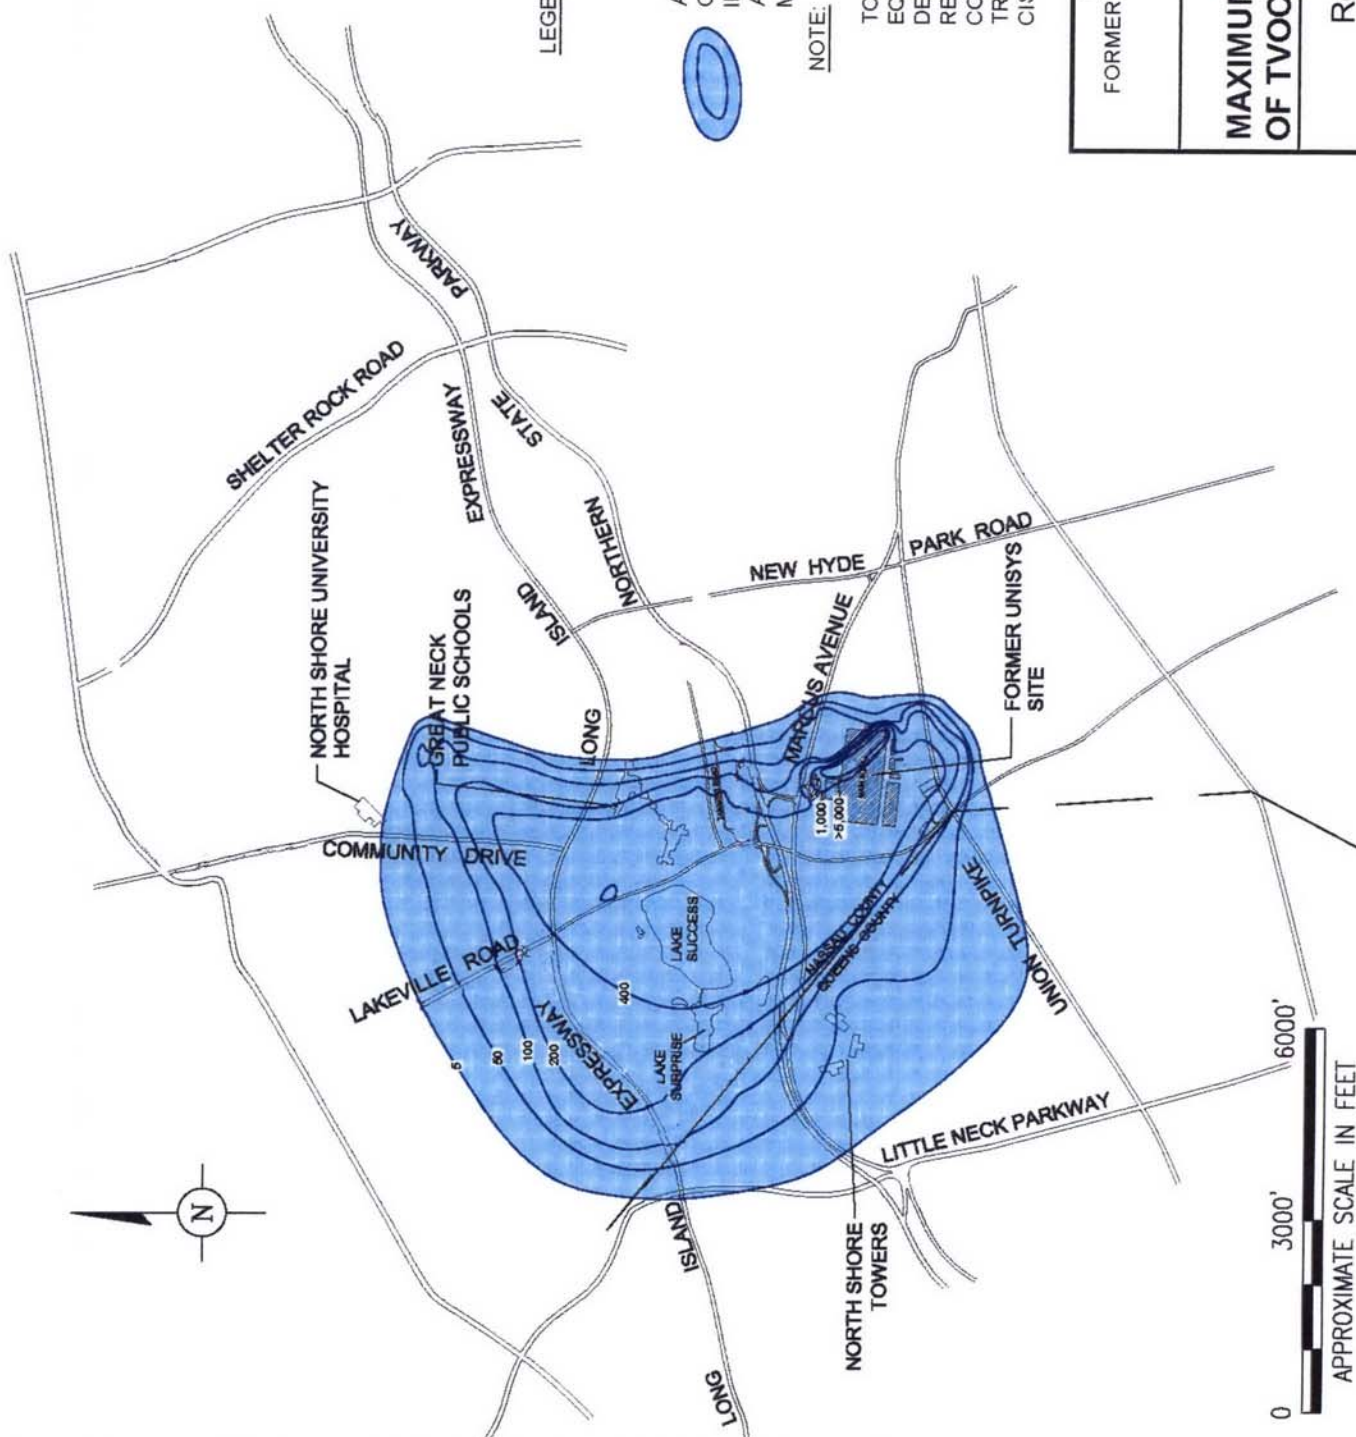 LEGE
NOTE:
TO
EQ
DE
RE
CO
TR
CIS
FORMER
MAXIMUM
OF TVOC
R
PARKWAY
SHELTER ROCK ROAD
EXPRESSWAY
STATE
NORTH SHORE UNIVERSITY
HOSPITAL
NORTHERN
ISLAND
NEW HYDE
PARK ROAD
GREAT NECK
PUBLIC SCHOOLS
LONG
MARCUS AVENUE
FORMER UNISYS
SITE
1,000
>5,000
COMMUNITY DRIVE
LAKEVILLE ROAD
LAKE
SUCCESS
NASSAU COUNTY
QUEENS COUNTY
UNION TURNPIKE
400
5
50
100
200
EXPRESSWAY
LAKE
SURPRISE
LITTLE NECK PARKWAY
N
ISLAND
NORTH SHORE
TOWERS
LONG
0
3000'
6000'
APPROXIMATE SCALE IN FEET